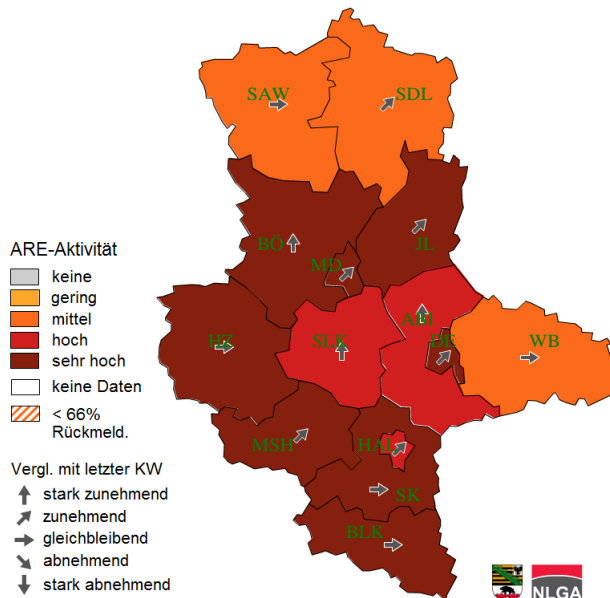 SAW
SDL
BÖ
MD
JL
ABI
DE
WB
HZ
SLK
MSH
HAL
SK
BLK
ARE-Aktivität
keine
gering
mittel
hoch
sehr hoch
keine Daten
< 66%
Rückmeld.
Vergl. mit letzter KW
stark zunehmend
zunehmend
gleichbleibend
abnehmend
stark abnehmend
NLGA